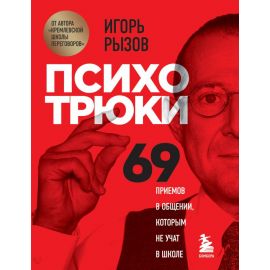 ОТ АВТОРА
«КРЕМЛЕВСКОЙ
ШКОЛЫ
ПЕРЕГОВОРОВ»
ИГОРЬ
РЫЗОВ
ПСИХО
ТРЮКИ
69
ПРИЕМОВ
В ОБЩЕНИИ,
КОТОРЫМ
НЕ УЧАТ
В ШКОЛЕ
БОМБОРА